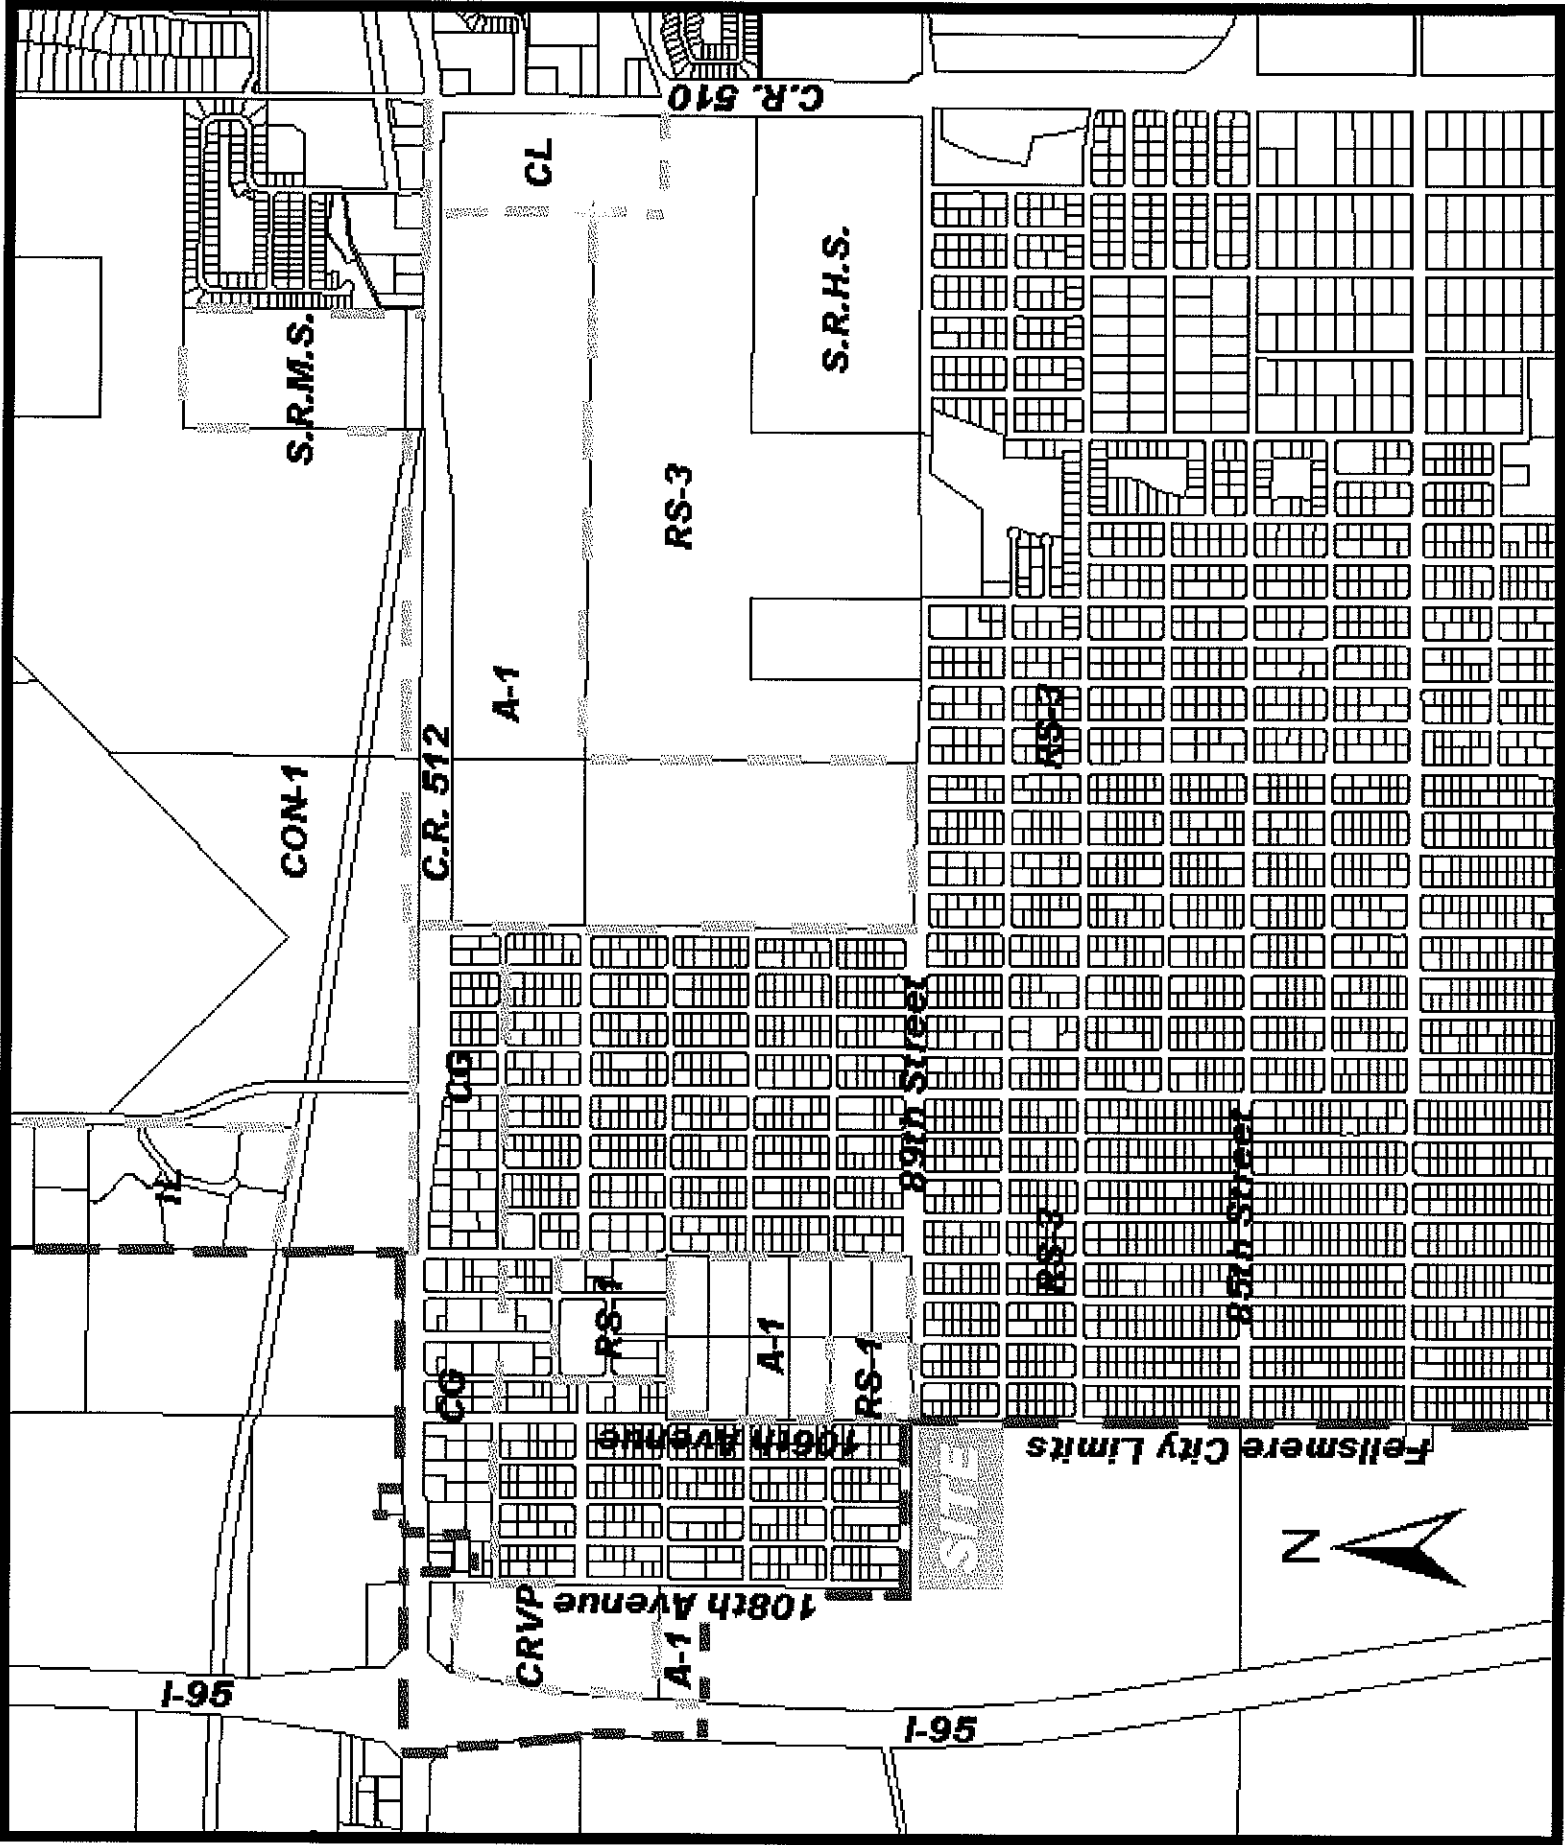 C.R. 510
CL
S.R.M.S.
S.R.H.S.
RS-3
A-1
RS-3
CON-1
C.R. 512
CG
89th Street
IL
RS-3
85th Street
RS-1
A-1
RS-1
CG
106th Avenue
Fellsmere City Limits
SITE
N
108th Avenue
CRVP
A-1
I-95
I-95